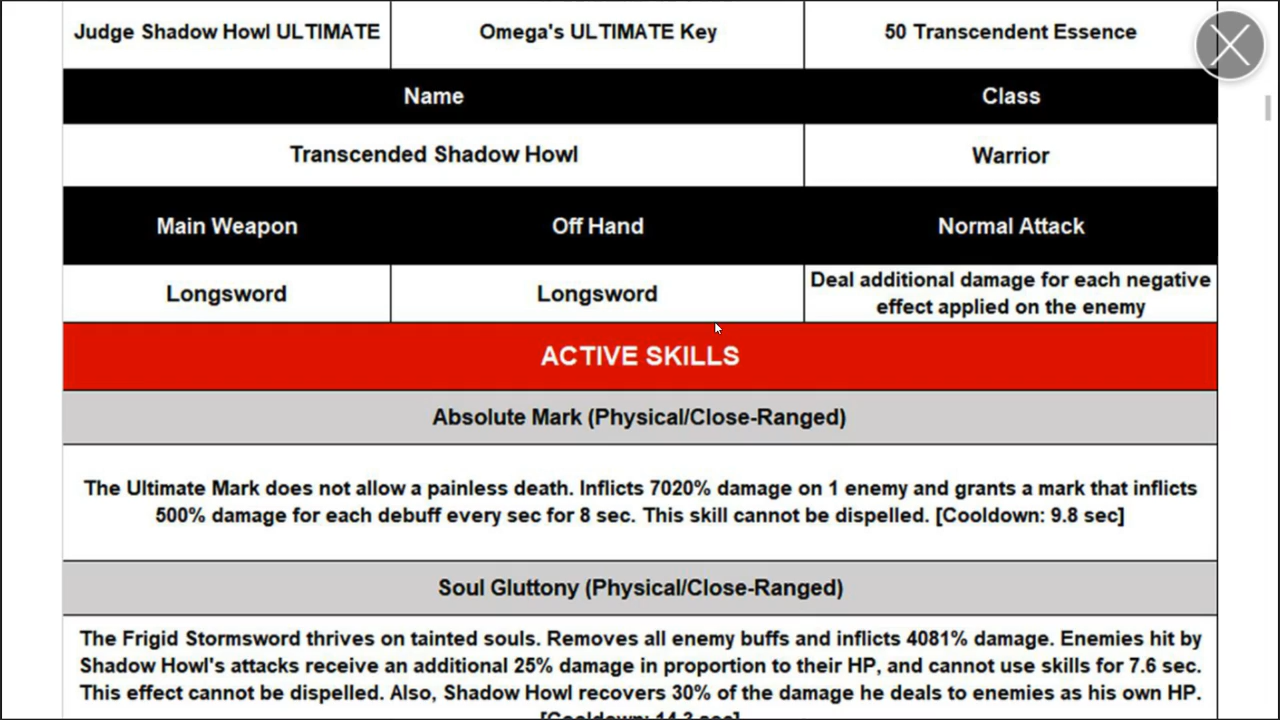 Judge Shadow Howl ULTIMATE
Omega's ULTIMATE Key
50 Transcendent Essence
Name
Class
Transcended Shadow Howl
Warrior
Main Weapon
Off Hand
Normal Attack
Longsword
Longsword
Deal additional damage for each negative
effect applied on the enemy
ACTIVE SKILLS
Absolute Mark (Physical/Close-Ranged)
The Ultimate Mark does not allow a painless death. Inflicts 7020% damage on 1 enemy and grants a mark that inflicts
500% damage for each debuff every sec for 8 sec. This skill cannot be dispelled. [Cooldown: 9.8 sec]
Soul Gluttony (Physical/Close-Ranged)
The Frigid Stormsword thrives on tainted souls. Removes all enemy buffs and inflicts 4081% damage. Enemies hit by
Shadow Howl's attacks receive an additional 25% damage in proportion to their HP, and cannot use skills for 7.6 sec.
This effect cannot be dispelled. Also, Shadow Howl recovers 30% of the damage he deals to enemies as his own HP.
[Cooldown: 14.3 sec]